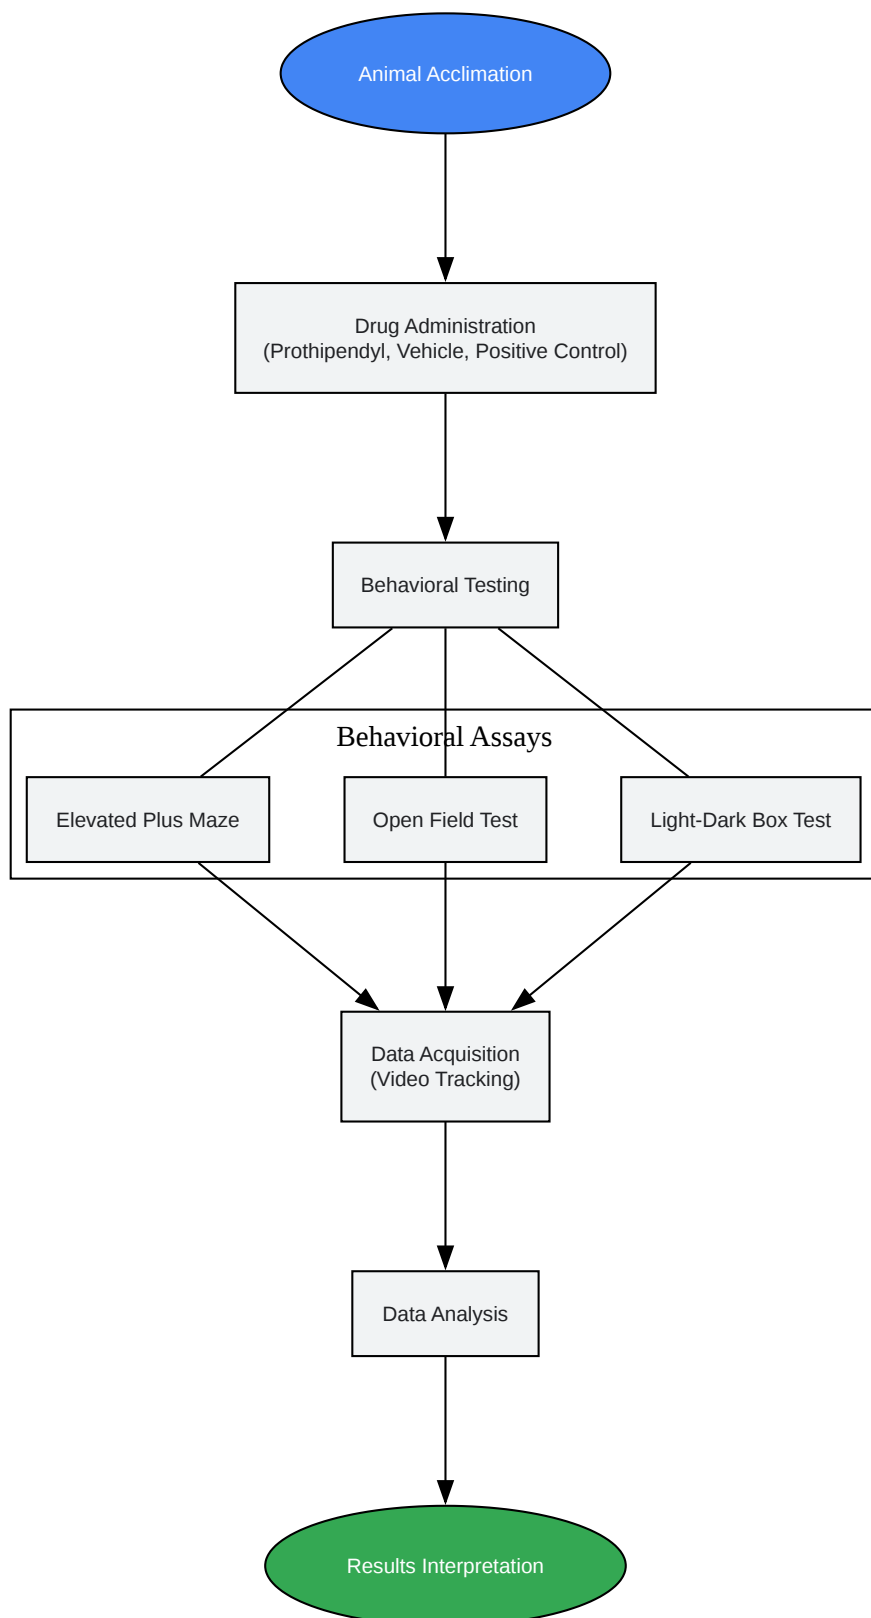 Animal Acclimation
Drug Administration
(Prothipendyl, Vehicle, Positive Control)
Behavioral Testing
Behavioral Assays
Elevated Plus Maze
Open Field Test
Light-Dark Box Test
Data Acquisition
(Video Tracking)
Data Analysis
Results Interpretation